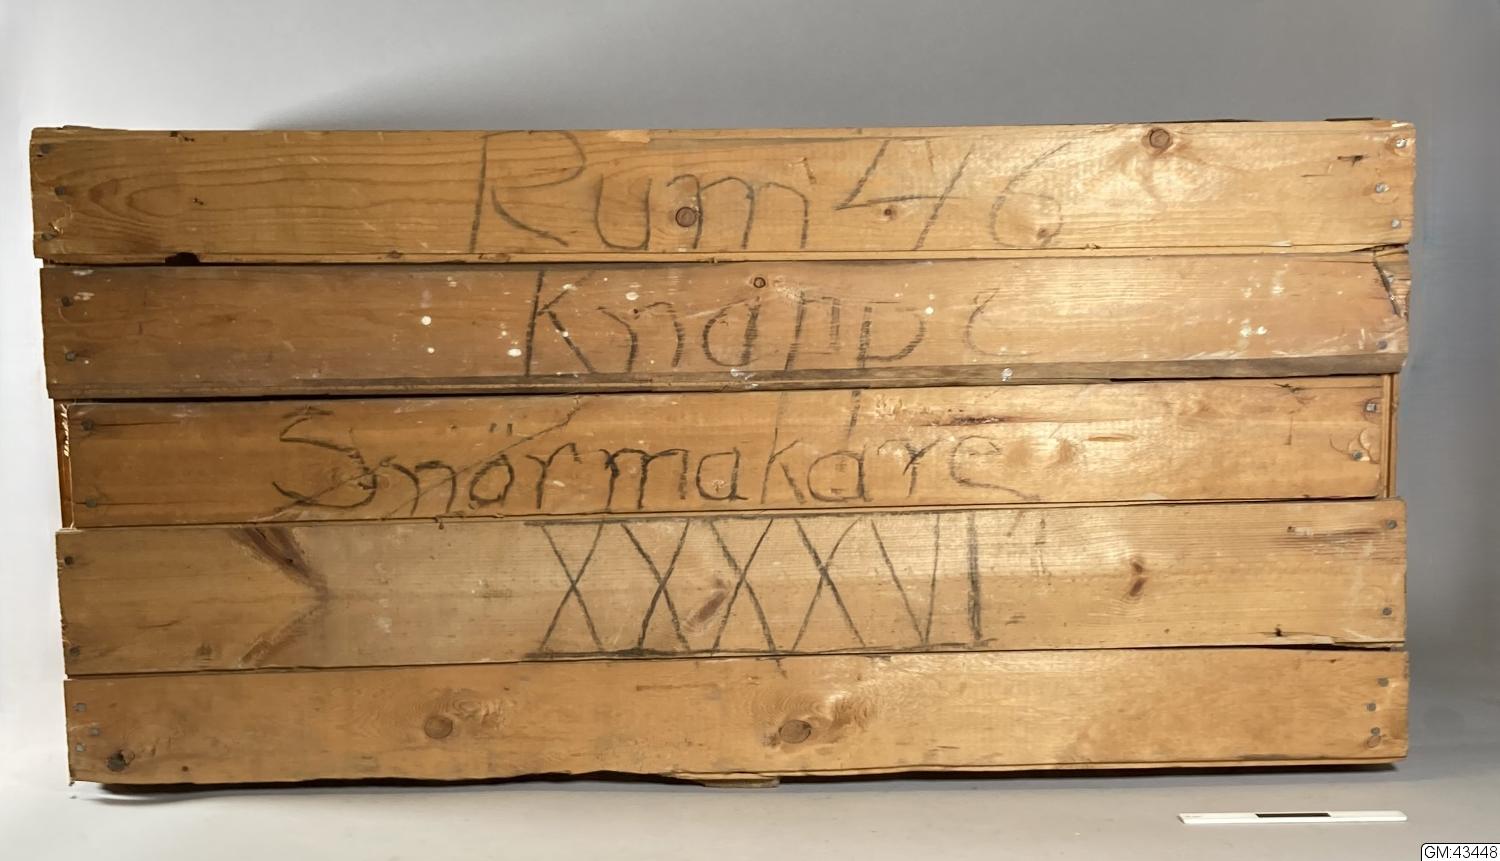 Rum 46
Knapp &
Snörmakare
XXXXVI
GM:43448